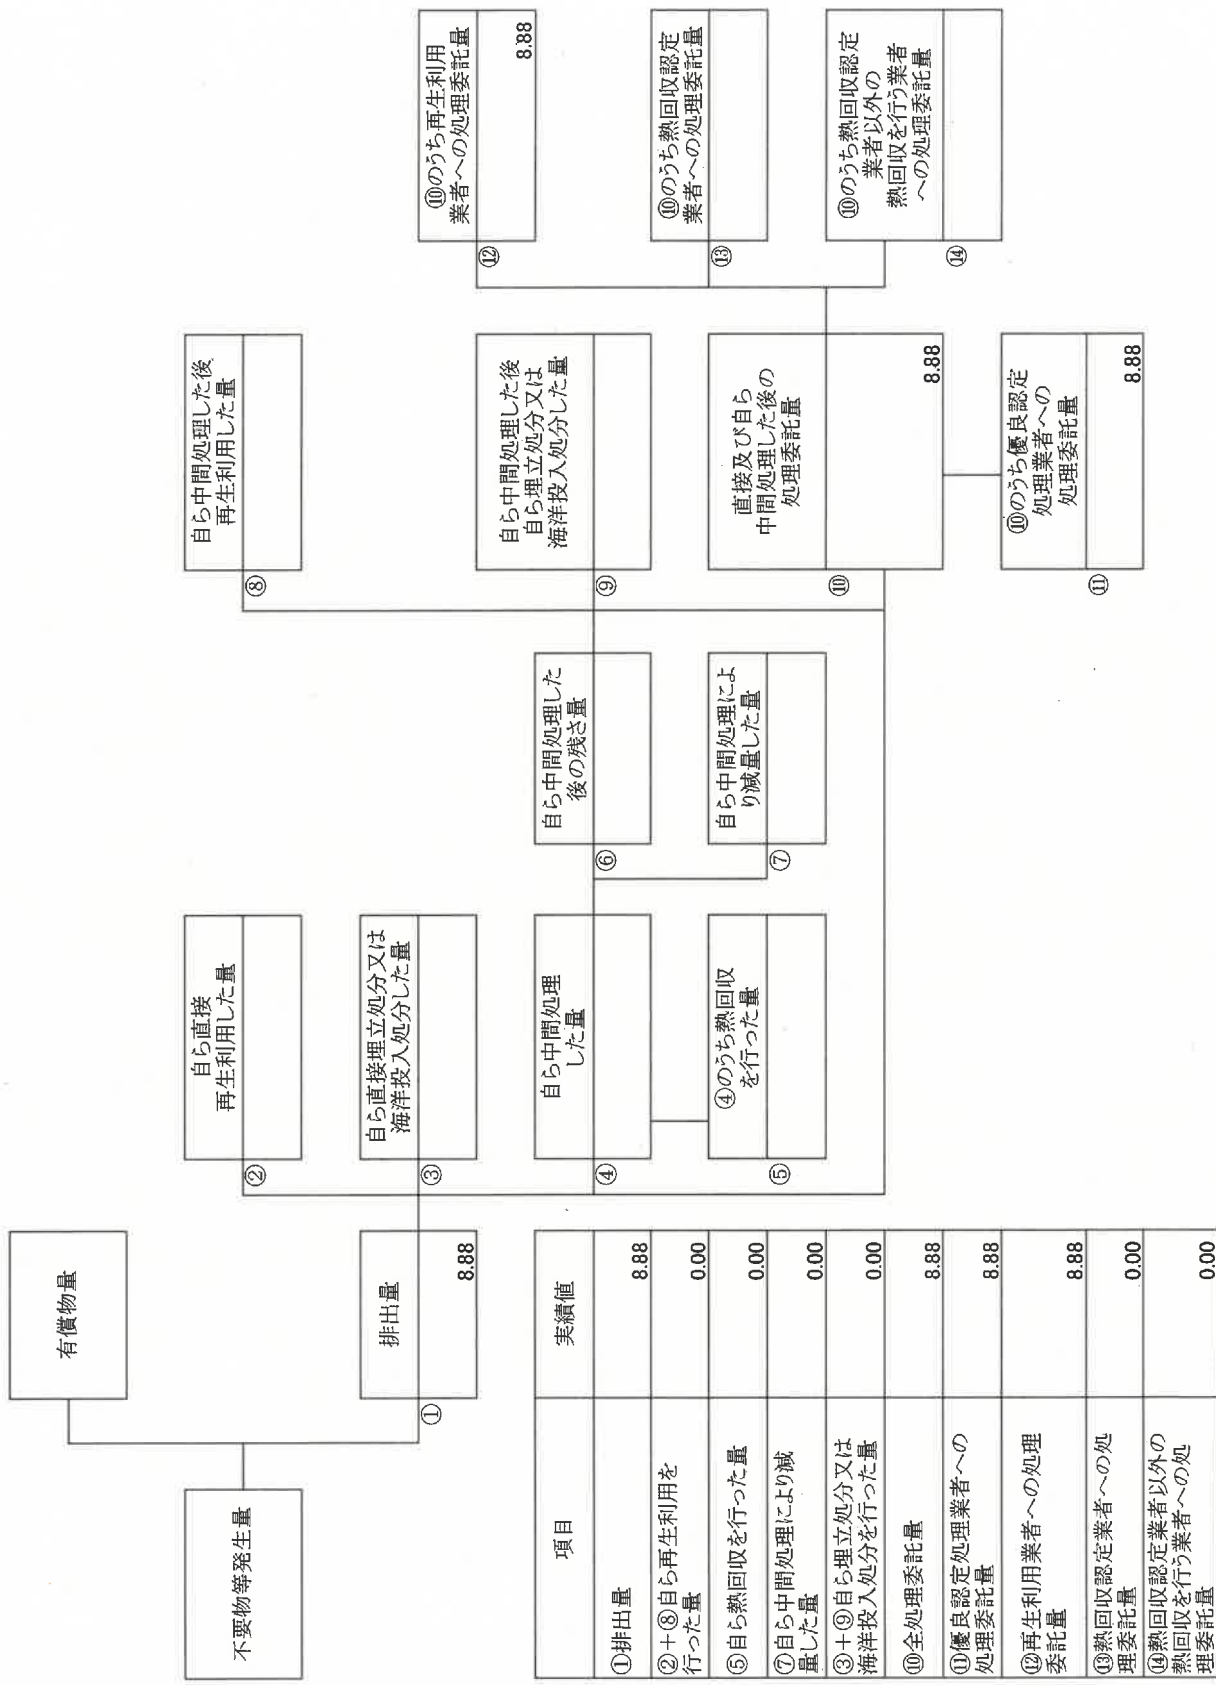 不要物等発生量
有償物量
①
排出量
8.88
②
自ら直接
再生利用した量
③
自ら直接埋立処分又は
海洋投入処分した量
④
自ら中間処理
した量
⑤
④のうち熱回収
を行った量
⑥
自ら中間処理した
後の残さ量
⑦
自ら中間処理によ
り減量した量
⑧
自ら中間処理した後
再生利用した量
⑨
自ら中間処理した後
自ら埋立処分又は
海洋投入処分した量
⑩
直接及び自ら
中間処理した後の
処理委託量
8.88
⑪
⑩のうち優良認定
処理業者への
処理委託量
8.88
⑫
⑩のうち再生利用
業者への処理委託量
8.88
⑬
⑩のうち熱回収認定
業者への処理委託量
⑭
⑩のうち熱回収認定
業者以外の
熱回収を行う業者
への処理委託量
項目
実績値
①排出量
8.88
②+⑧自ら再生利用を
行った量
0.00
⑤自ら熱回収を行った量
0.00
⑦自ら中間処理により減
量した量
0.00
③+⑨自ら埋立処分又は
海洋投入処分を行った量
0.00
⑩全処理委託量
8.88
⑪優良認定処理業者への
処理委託量
8.88
⑫再生利用業者への処理
委託量
8.88
⑬熱回収認定業者への処
理委託量
0.00
⑭熱回収認定業者以外の
熱回収を行う業者への処
理委託量
0.00